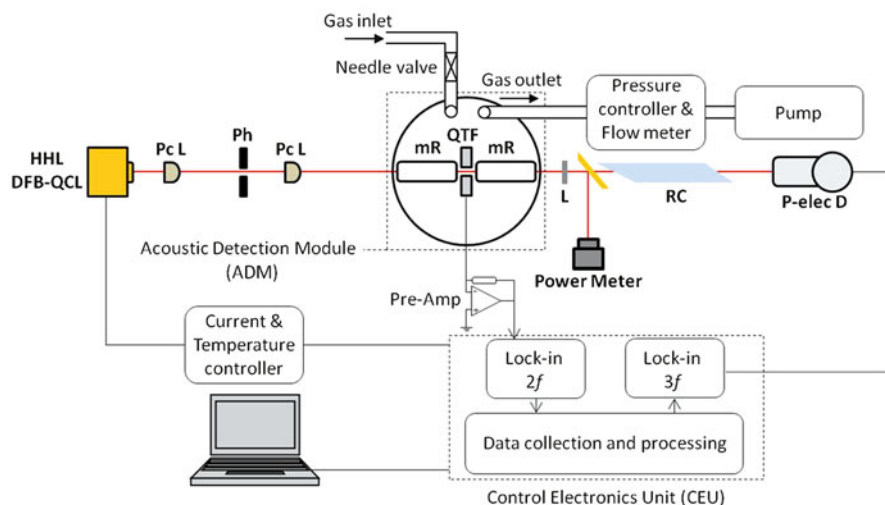 Gas inlet
Needle valve
Gas outlet
Pressure
controller &
Flow meter
Pump
HHL
DFB-QCL
Pc L
Ph
Pc L
mR
QTF
mR
L
RC
P-elec D
Acoustic Detection Module
(ADM)
Power Meter
Pre-Amp
Current &
Temperature
controller
Lock-in
2f
Lock-in
3f
Data collection and processing
Control Electronics Unit (CEU)